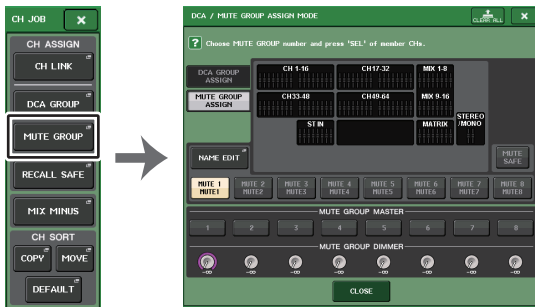 CH JOB
CH ASSIGN
CH LINK
DCA GROUP
MUTE GROUP
RECALL SAFE
MIX MINUS
CH SORT
COPY
MOVE
DEFAULT
DCA / MUTE GROUP ASSIGN MODE
CLEAR ALL
? Choose MUTE GROUP number and press 'SEL' of member CHs.
DCA GROUP
ASSIGN
MUTE GROUP
ASSIGN
CH 1-16
CH17-32
MIX 1-8
CH33-48
CH49-64
MIX 9-16
STEREO
/MONO
ST IN
MATRIX
NAME EDIT
MUTE
SAFE
MUTE 1
MUTE1
MUTE 2
MUTE2
MUTE 3
MUTE3
MUTE 4
MUTE4
MUTE 5
MUTE5
MUTE 6
MUTE6
MUTE 7
MUTE7
MUTE 8
MUTE8
MUTE GROUP MASTER
1 2 3 4 5 6 7 8
MUTE GROUP DIMMER
-∞ -∞ -∞ -∞ -∞ -∞ -∞ -∞
CLOSE